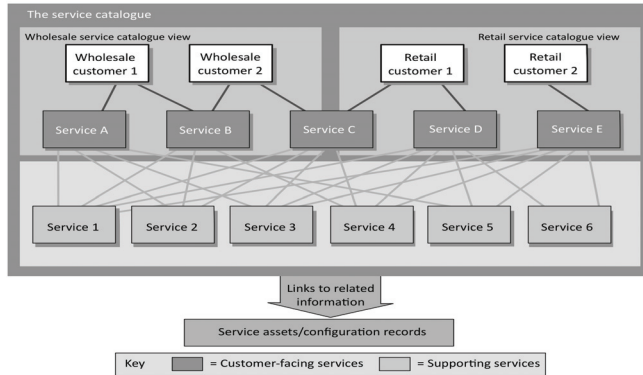 The service catalogue
Wholesale service catalogue view
Retail service catalogue view
Wholesale
customer 1
Wholesale
customer 2
Retail
customer 1
Retail
customer 2
Service A
Service B
Service C
Service D
Service E
Service 1
Service 2
Service 3
Service 4
Service 5
Service 6
Links to related
information
Service assets/configuration records
Key
= Customer-facing services
= Supporting services